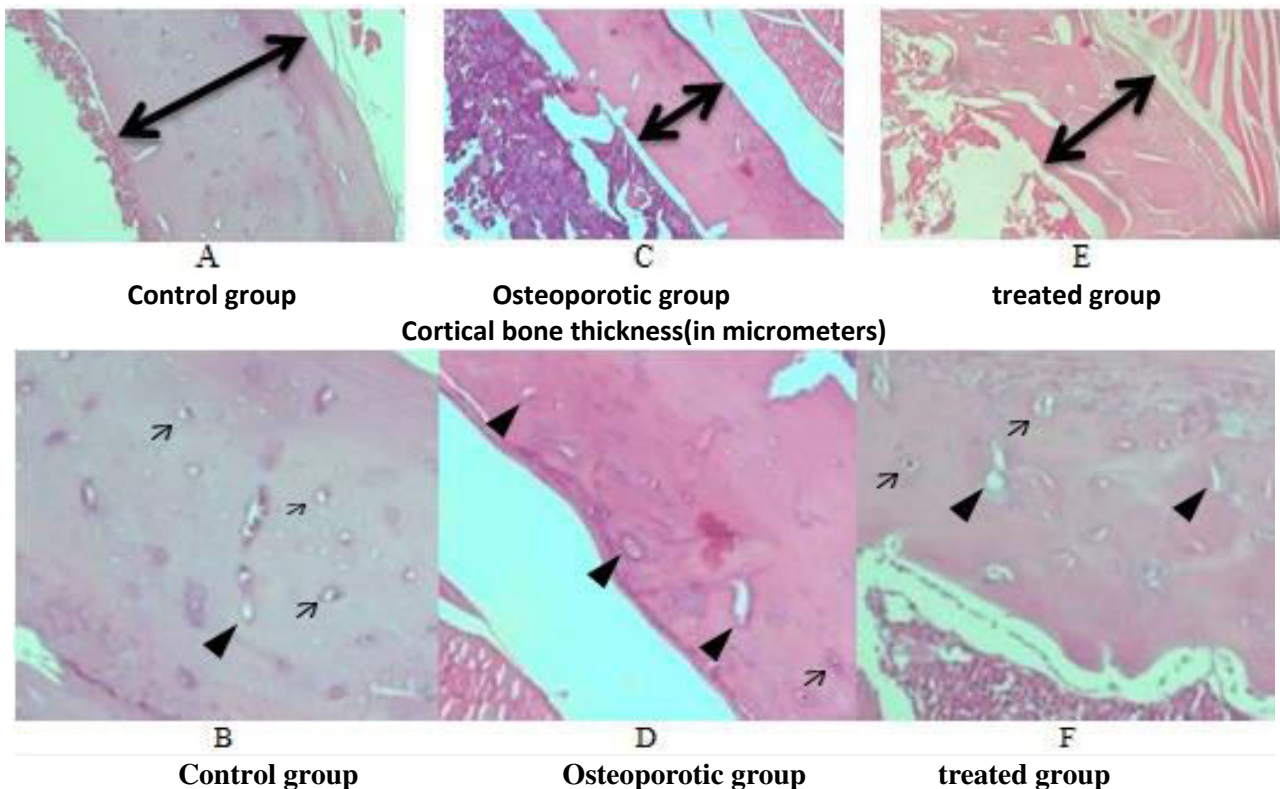 A C E
Control group Osteoporotic group treated group
Cortical bone thickness(in micrometers)
B D F
Control group Osteoporotic group treated group